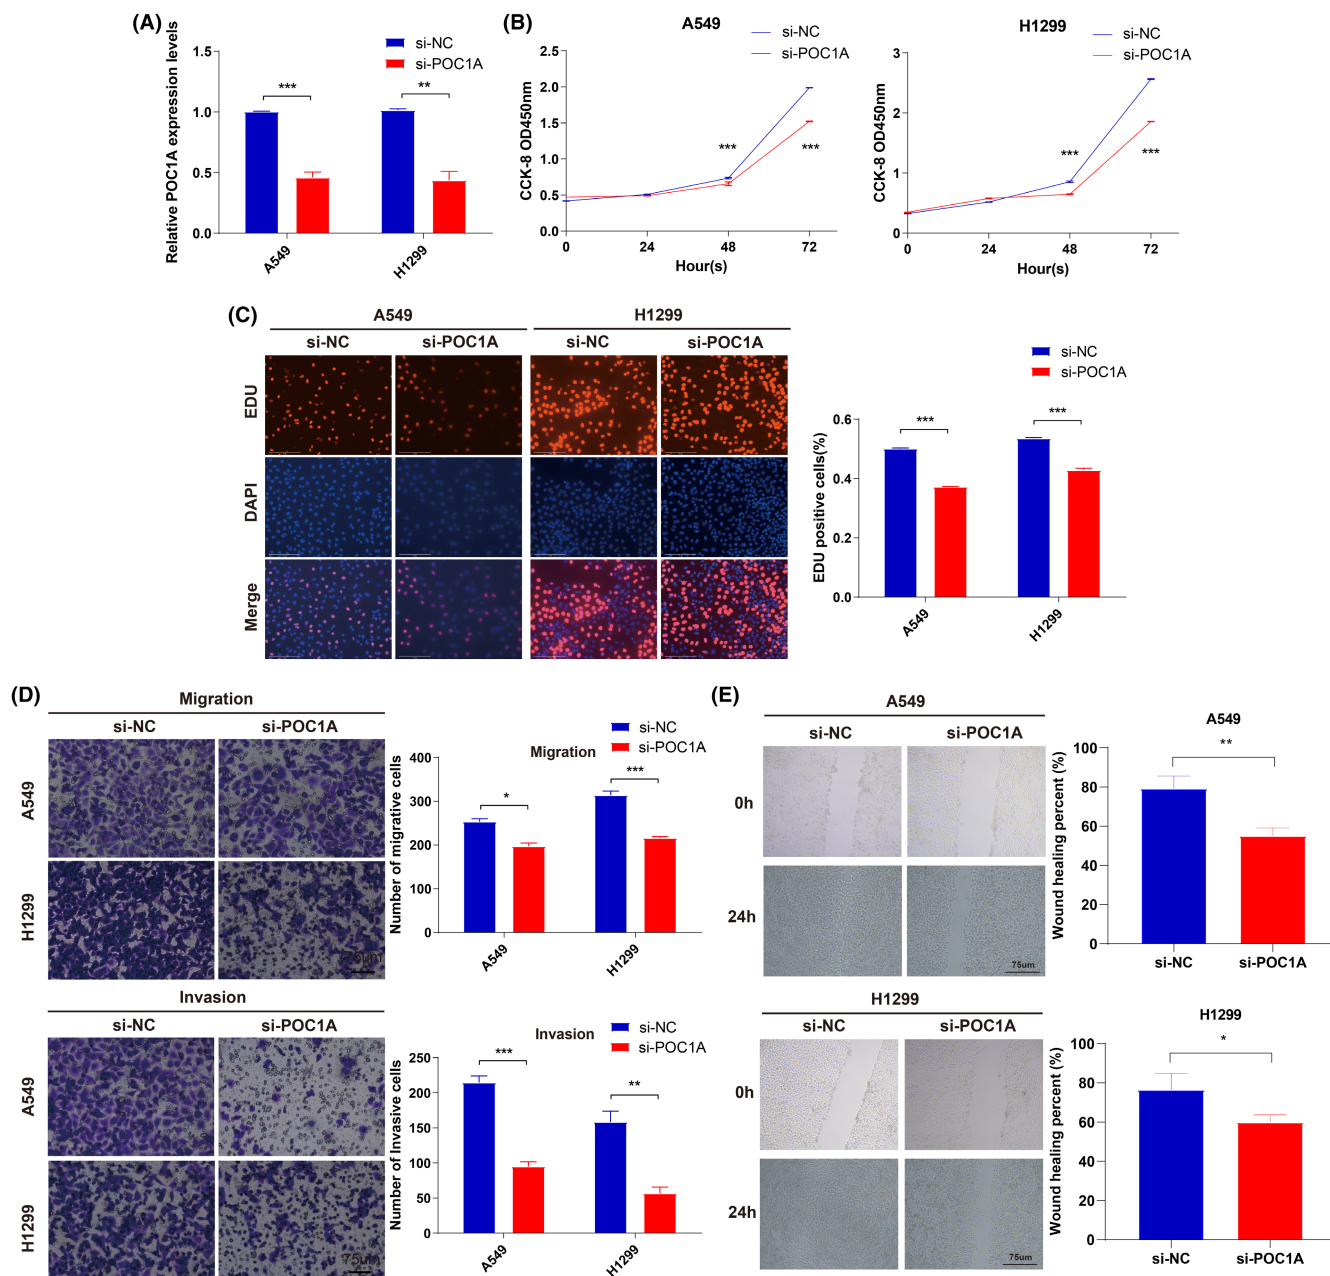 (A)
si-NC
si-POC1A
Relative POC1A expression levels
1.5
1.0
0.5
0.0
***
**
A549
H1299
(B)
A549
si-NC
si-POC1A
CCK-8 OD450nm
2.5
2.0
1.5
1.0
0.5
0.0
***
***
0
24
48
72
Hour(s)
H1299
si-NC
si-POC1A
CCK-8 OD450nm
3
2
1
0
***
***
0
24
48
72
Hour(s)
(C)
A549
H1299
si-NC
si-POC1A
si-NC
si-POC1A
EDU
DAPI
Merge
si-NC
si-POC1A
EDU positive cells(%)
0.6
0.4
0.2
0.0
***
***
A549
H1299
(D)
Migration
si-NC
si-POC1A
A549
H1299
75um
si-NC
si-POC1A
Migration
Number of migrative cells
400
300
200
100
0
*
***
A549
H1299
Invasion
si-NC
si-POC1A
A549
H1299
75um
si-NC
si-POC1A
Invasion
Number of Invasive cells
250
200
150
100
50
0
***
**
A549
H1299
(E)
A549
si-NC
si-POC1A
0h
24h
75um
A549
Wound healing percent (%)
100
80
60
40
20
0
**
si-NC
si-POC1A
H1299
si-NC
si-POC1A
0h
24h
75um
H1299
Wound healing percent (%)
100
80
60
40
20
0
*
si-NC
si-POC1A